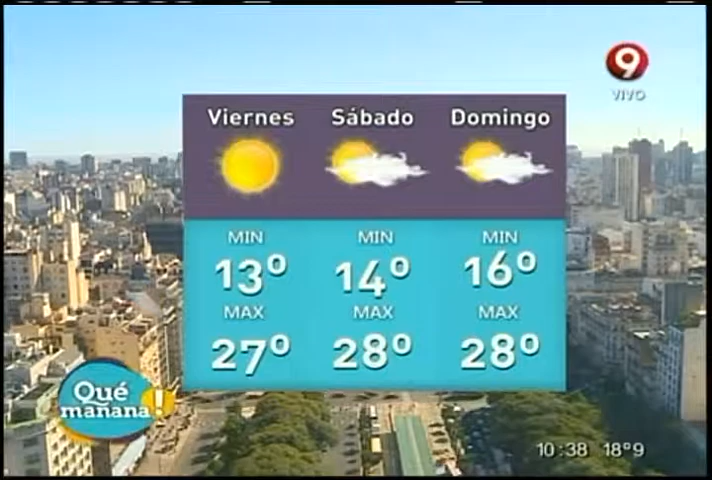 9
VIVO
Viernes Sábado Domingo
MIN MIN MIN
13º 14º 16º
MAX MAX MAX
27º 28º 28º
Qué
mañana!
10:38 18º9